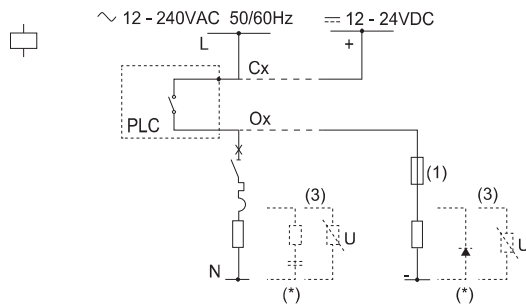 ∼ 12 - 240VAC 50/60Hz
⎓ 12 - 24VDC
L
+
Cx
PLC
Ox
(1)
(3)
(3)
U
U
N
-
(*)
(*)